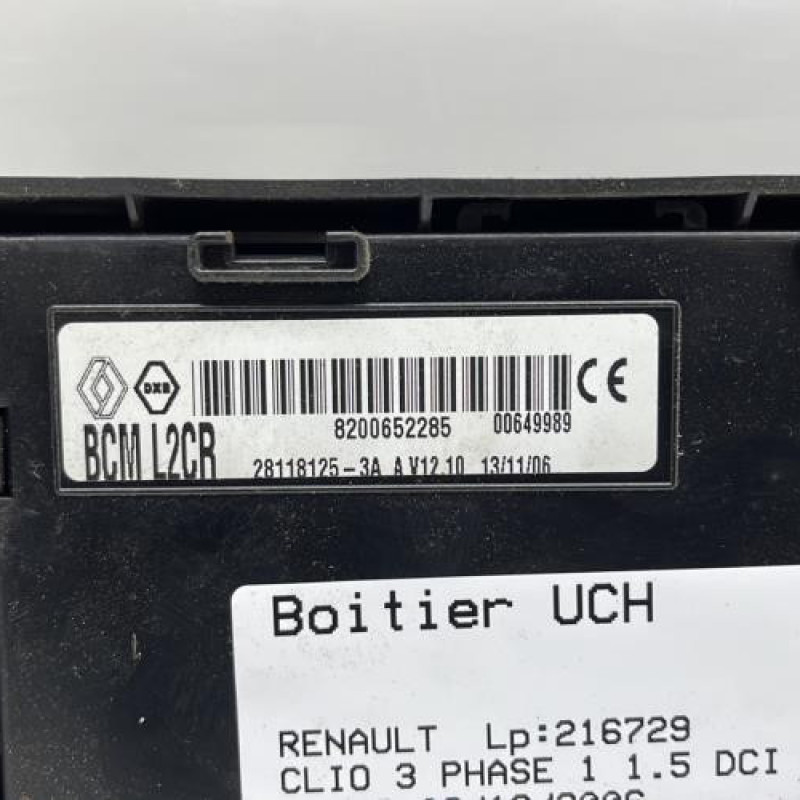 DXB
8200652285 00649989
BCM L2CR 28118125-3A A V12.10 13/11/06
Boitier UCH
RENAULT Lp:216729
CLIO 3 PHASE 1 1.5 DCI